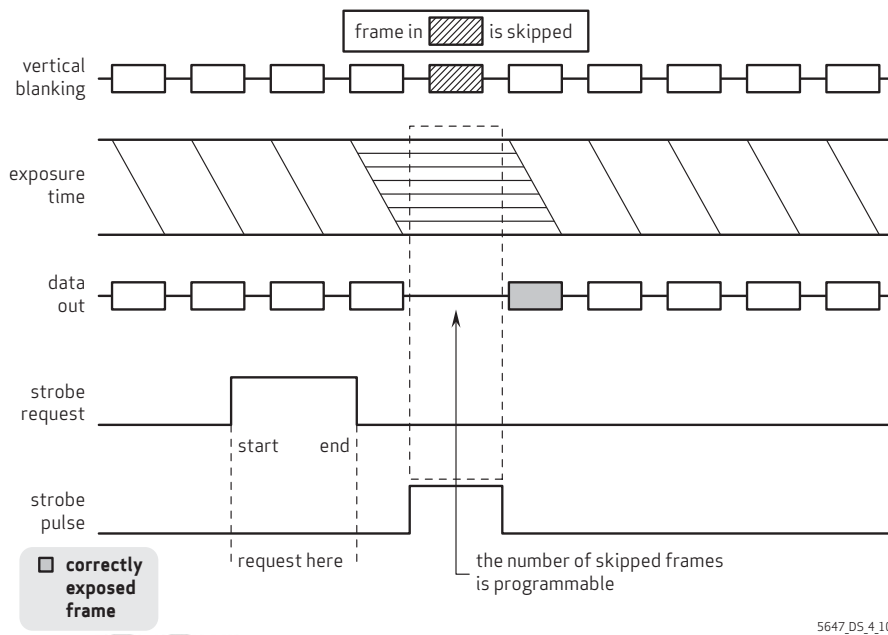 frame in is skipped
vertical
blanking
exposure
time
data
out
strobe
request
start end
strobe
pulse
request here
the number of skipped frames
is programmable
correctly
exposed
frame
5647_DS_4_10